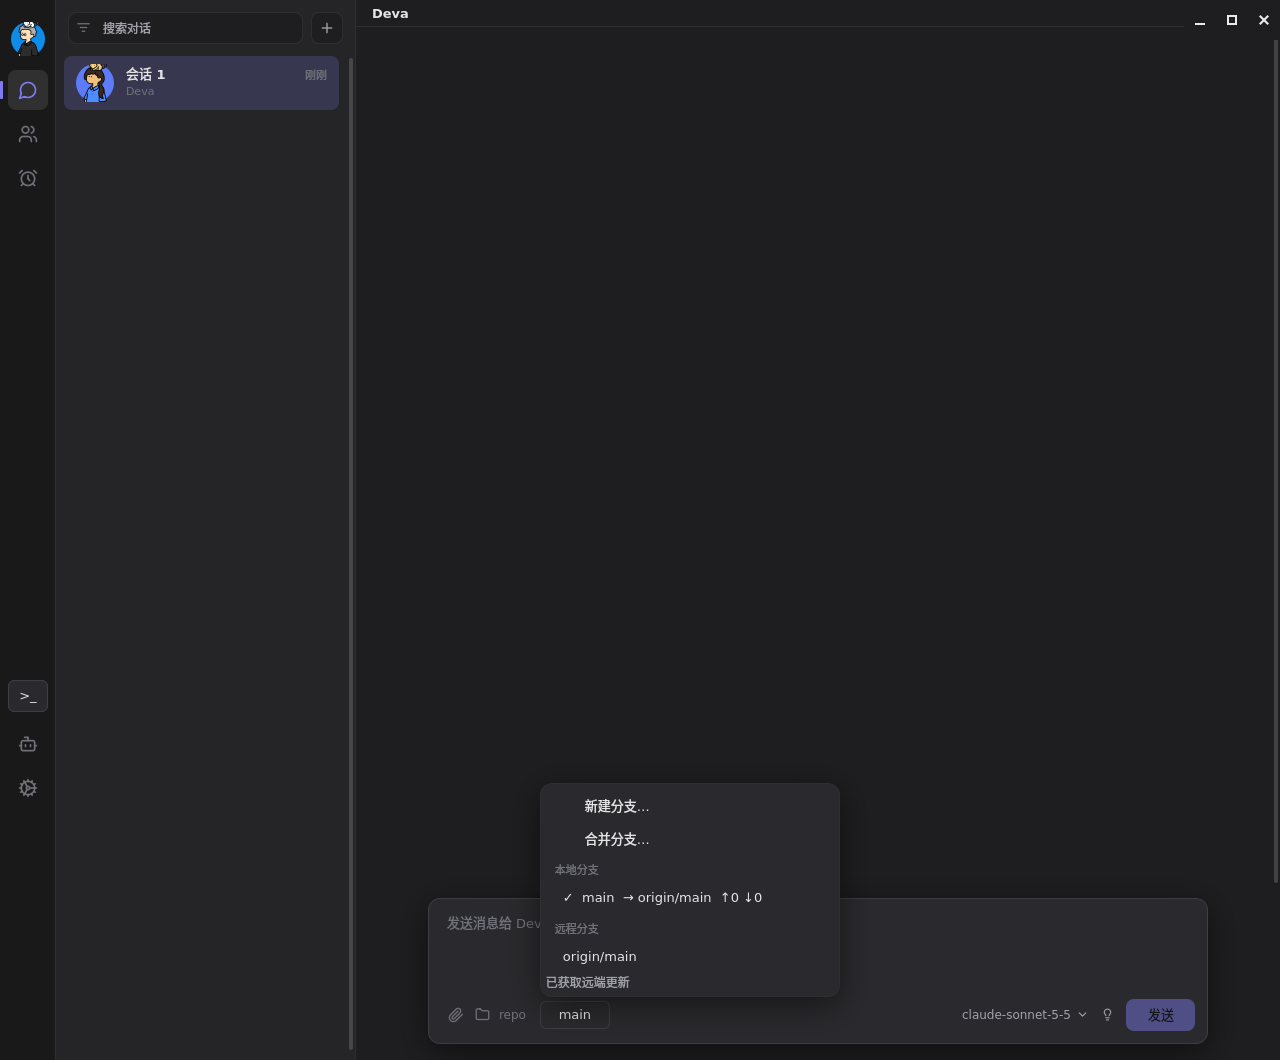 搜索对话
会话 1
刚刚
Deva
Deva
>_
新建分支...
合并分支...
本地分支
✓ main → origin/main ↑0 ↓0
远程分支
origin/main
已获取远端更新
发送消息给 Dev
repo
main
claude-sonnet-5-5
发送